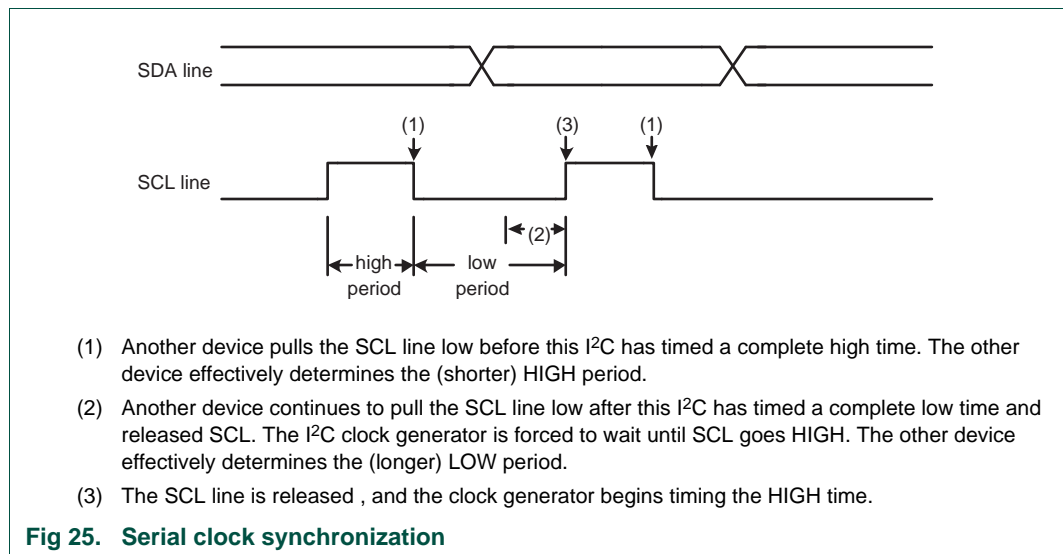 SDA line
(1) (3) (1)
SCL line
(2)
high low
period period
(1) Another device pulls the SCL line low before this I2C has timed a complete high time. The other
device effectively determines the (shorter) HIGH period.
(2) Another device continues to pull the SCL line low after this I2C has timed a complete low time and
released SCL. The I2C clock generator is forced to wait until SCL goes HIGH. The other device
effectively determines the (longer) LOW period.
(3) The SCL line is released , and the clock generator begins timing the HIGH time.
Fig 25. Serial clock synchronization